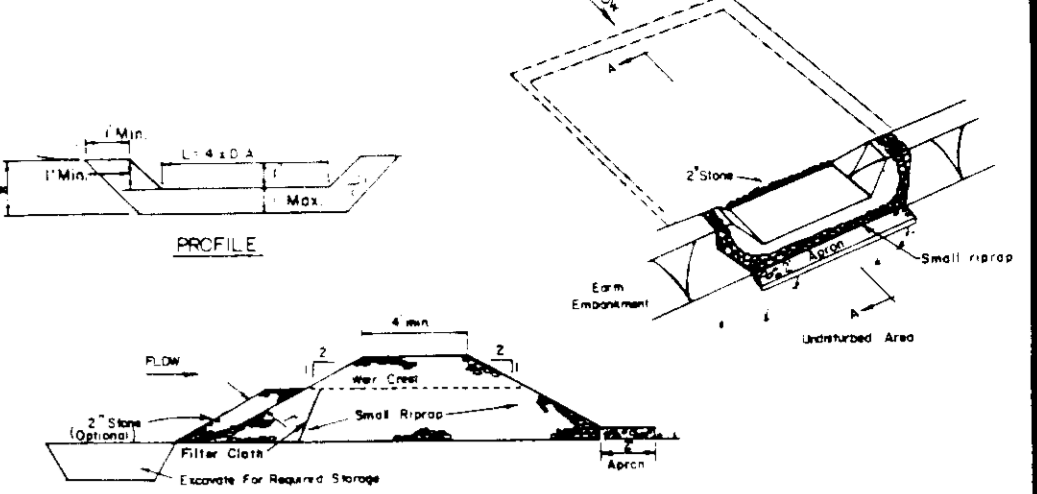 1' Min.
L = 4 x D.A
1' Min.
1'
Max.
PROFILE
A
2" Stone
Apron
Small riprap
Earth
Embankment
A
Undisturbed Area
FLOW
4' min
2
1
2
1
Weir Crest
2" Stone
(Optional)
Small Riprap
Filter Cloth
2'
Apron
Excavate For Required Storage